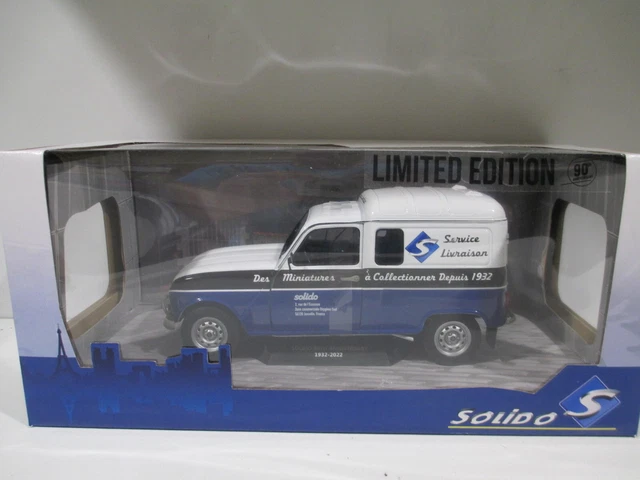 LIMITED EDITION
90
S
Service
Livraison
Des Miniatures à Collectionner Depuis 1932
solido
1932-2022
SOLIDO S